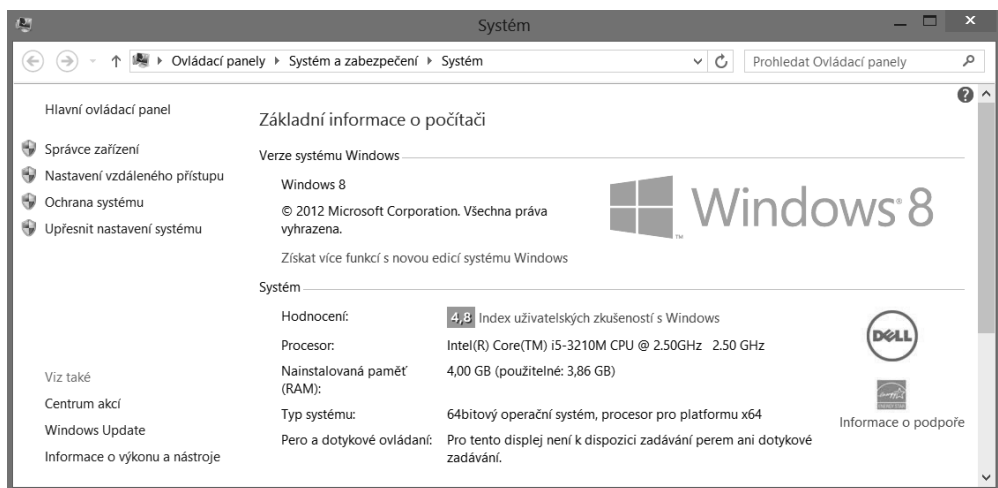 Systém
Ovládací panely ▸ Systém a zabezpečení ▸ Systém
Prohledat Ovládací panely
Hlavní ovládací panel
Správce zařízení
Nastavení vzdáleného přístupu
Ochrana systému
Upřesnit nastavení systému
Viz také
Centrum akcí
Windows Update
Informace o výkonu a nástroje
Základní informace o počítači
Verze systému Windows
Windows 8
© 2012 Microsoft Corporation. Všechna práva
vyhrazena.
Získat více funkcí s novou edicí systému Windows
Windows® 8
TM
Systém
Hodnocení: 4,8 Index uživatelských zkušeností s Windows
Procesor: Intel(R) Core(TM) i5-3210M CPU @ 2.50GHz 2.50 GHz
Nainstalovaná paměť 4,00 GB (použitelné: 3,86 GB)
(RAM):
Typ systému: 64bitový operační systém, procesor pro platformu x64
Pero a dotykové ovládání: Pro tento displej není k dispozici zadávání perem ani dotykové
zadávání.
DELL
Informace o podpoře